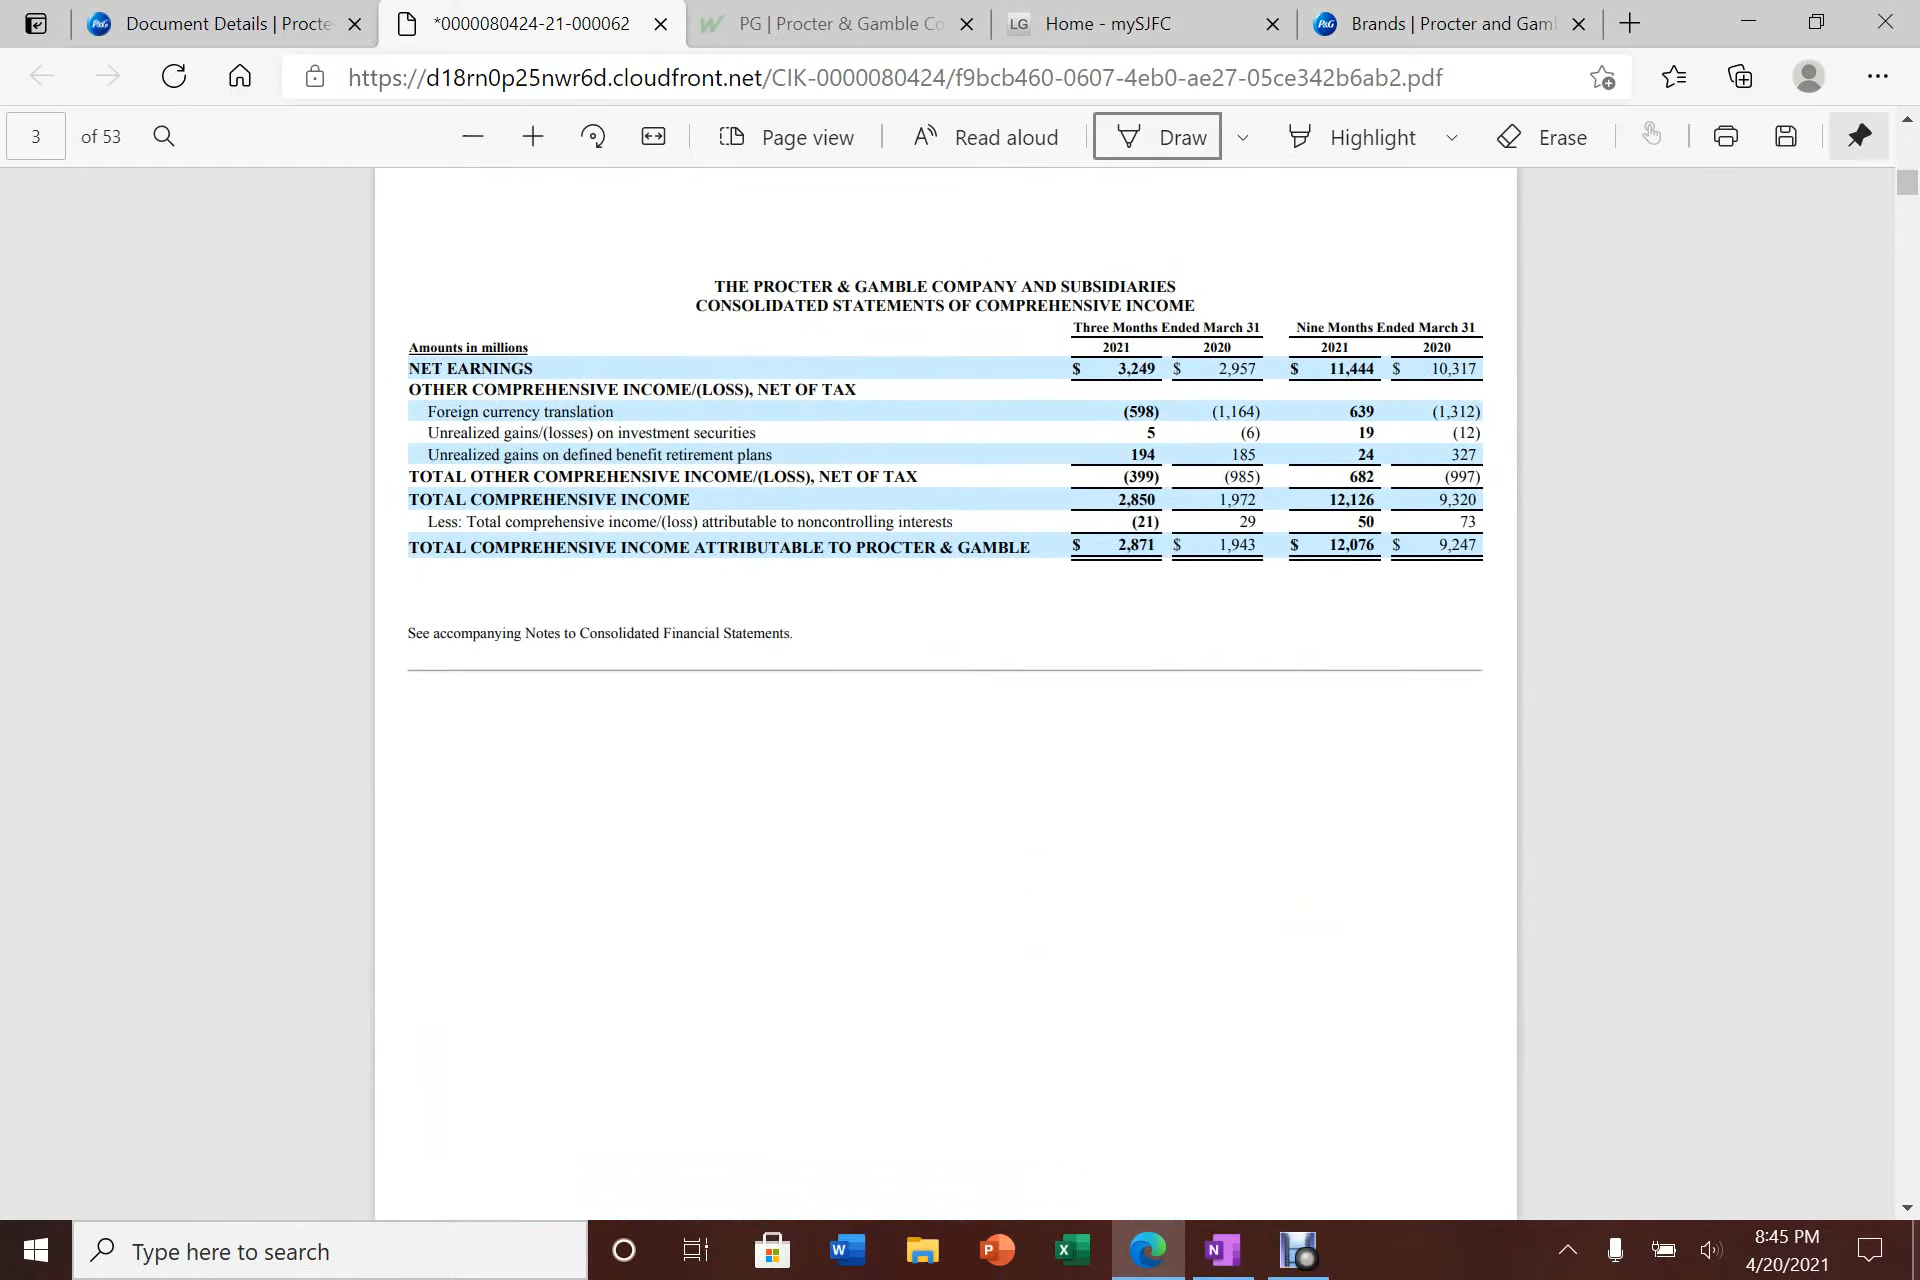 Document Details | Procte
*0000080424-21-000062
PG | Procter & Gamble Co
LG Home - mySJFC
P&G Brands | Procter and Gam
https://d18rn0p25nwr6d.cloudfront.net/CIK-0000080424/f9bcb460-0607-4eb0-ae27-05ce342b6ab2.pdf
3 of 53 Page view Read aloud Draw Highlight Erase
THE PROCTER & GAMBLE COMPANY AND SUBSIDIARIES
CONSOLIDATED STATEMENTS OF COMPREHENSIVE INCOME
Three Months Ended March 31 Nine Months Ended March 31
Amounts in millions 2021 2020 2021 2020
NET EARNINGS $ 3,249 $ 2,957 $ 11,444 $ 10,317
OTHER COMPREHENSIVE INCOME/(LOSS), NET OF TAX
Foreign currency translation (598) (1,164) 639 (1,312)
Unrealized gains/(losses) on investment securities 5 (6) 19 (12)
Unrealized gains on defined benefit retirement plans 194 185 24 327
TOTAL OTHER COMPREHENSIVE INCOME/(LOSS), NET OF TAX (399) (985) 682 (997)
TOTAL COMPREHENSIVE INCOME 2,850 1,972 12,126 9,320
Less: Total comprehensive income/(loss) attributable to noncontrolling interests (21) 29 50 73
TOTAL COMPREHENSIVE INCOME ATTRIBUTABLE TO PROCTER & GAMBLE $ 2,871 $ 1,943 $ 12,076 $ 9,247
See accompanying Notes to Consolidated Financial Statements.
Type here to search
8:45 PM
4/20/2021